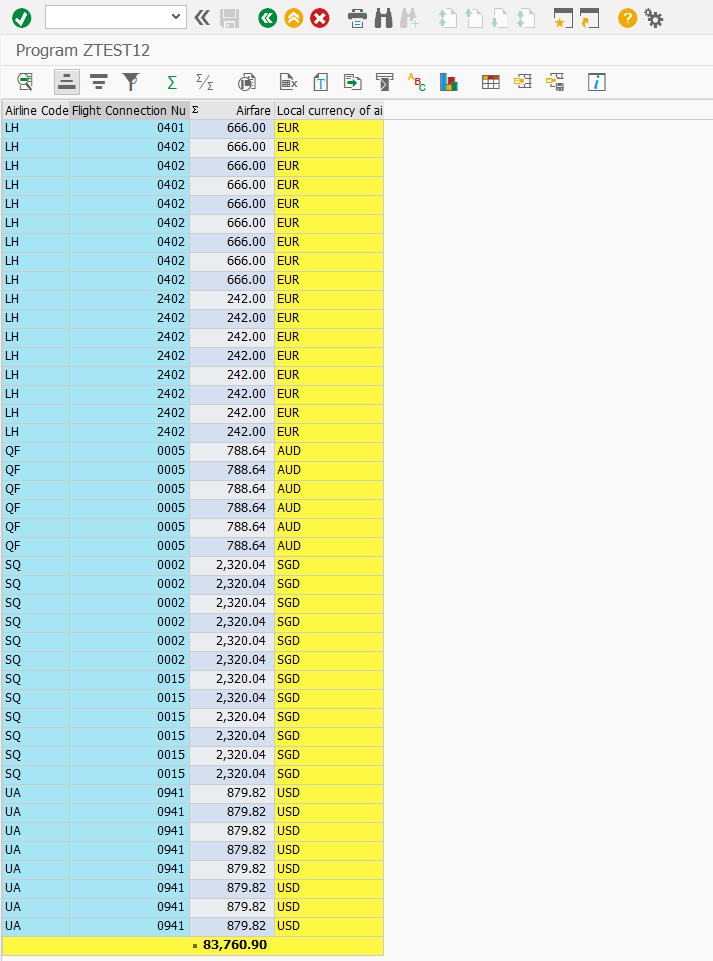 Program ZTEST12
Airline Code Flight Connection Nu Σ Airfare Local currency of ai
LH 0401 666.00 EUR
LH 0402 666.00 EUR
LH 0402 666.00 EUR
LH 0402 666.00 EUR
LH 0402 666.00 EUR
LH 0402 666.00 EUR
LH 0402 666.00 EUR
LH 0402 666.00 EUR
LH 0402 666.00 EUR
LH 2402 242.00 EUR
LH 2402 242.00 EUR
LH 2402 242.00 EUR
LH 2402 242.00 EUR
LH 2402 242.00 EUR
LH 2402 242.00 EUR
LH 2402 242.00 EUR
LH 2402 242.00 EUR
QF 0005 788.64 AUD
QF 0005 788.64 AUD
QF 0005 788.64 AUD
QF 0005 788.64 AUD
QF 0005 788.64 AUD
QF 0005 788.64 AUD
SQ 0002 2,320.04 SGD
SQ 0002 2,320.04 SGD
SQ 0002 2,320.04 SGD
SQ 0002 2,320.04 SGD
SQ 0002 2,320.04 SGD
SQ 0002 2,320.04 SGD
SQ 0015 2,320.04 SGD
SQ 0015 2,320.04 SGD
SQ 0015 2,320.04 SGD
SQ 0015 2,320.04 SGD
SQ 0015 2,320.04 SGD
SQ 0015 2,320.04 SGD
UA 0941 879.82 USD
UA 0941 879.82 USD
UA 0941 879.82 USD
UA 0941 879.82 USD
UA 0941 879.82 USD
UA 0941 879.82 USD
UA 0941 879.82 USD
UA 0941 879.82 USD
▪ 83,760.90